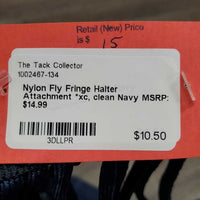 Retail (New) Price
is $ 15
The Tack Collector
1002467-134
Nylon Fly Fringe Halter
Attachment *xc, clean Navy MSRP:
$14.99
3DLLPR
$10.50